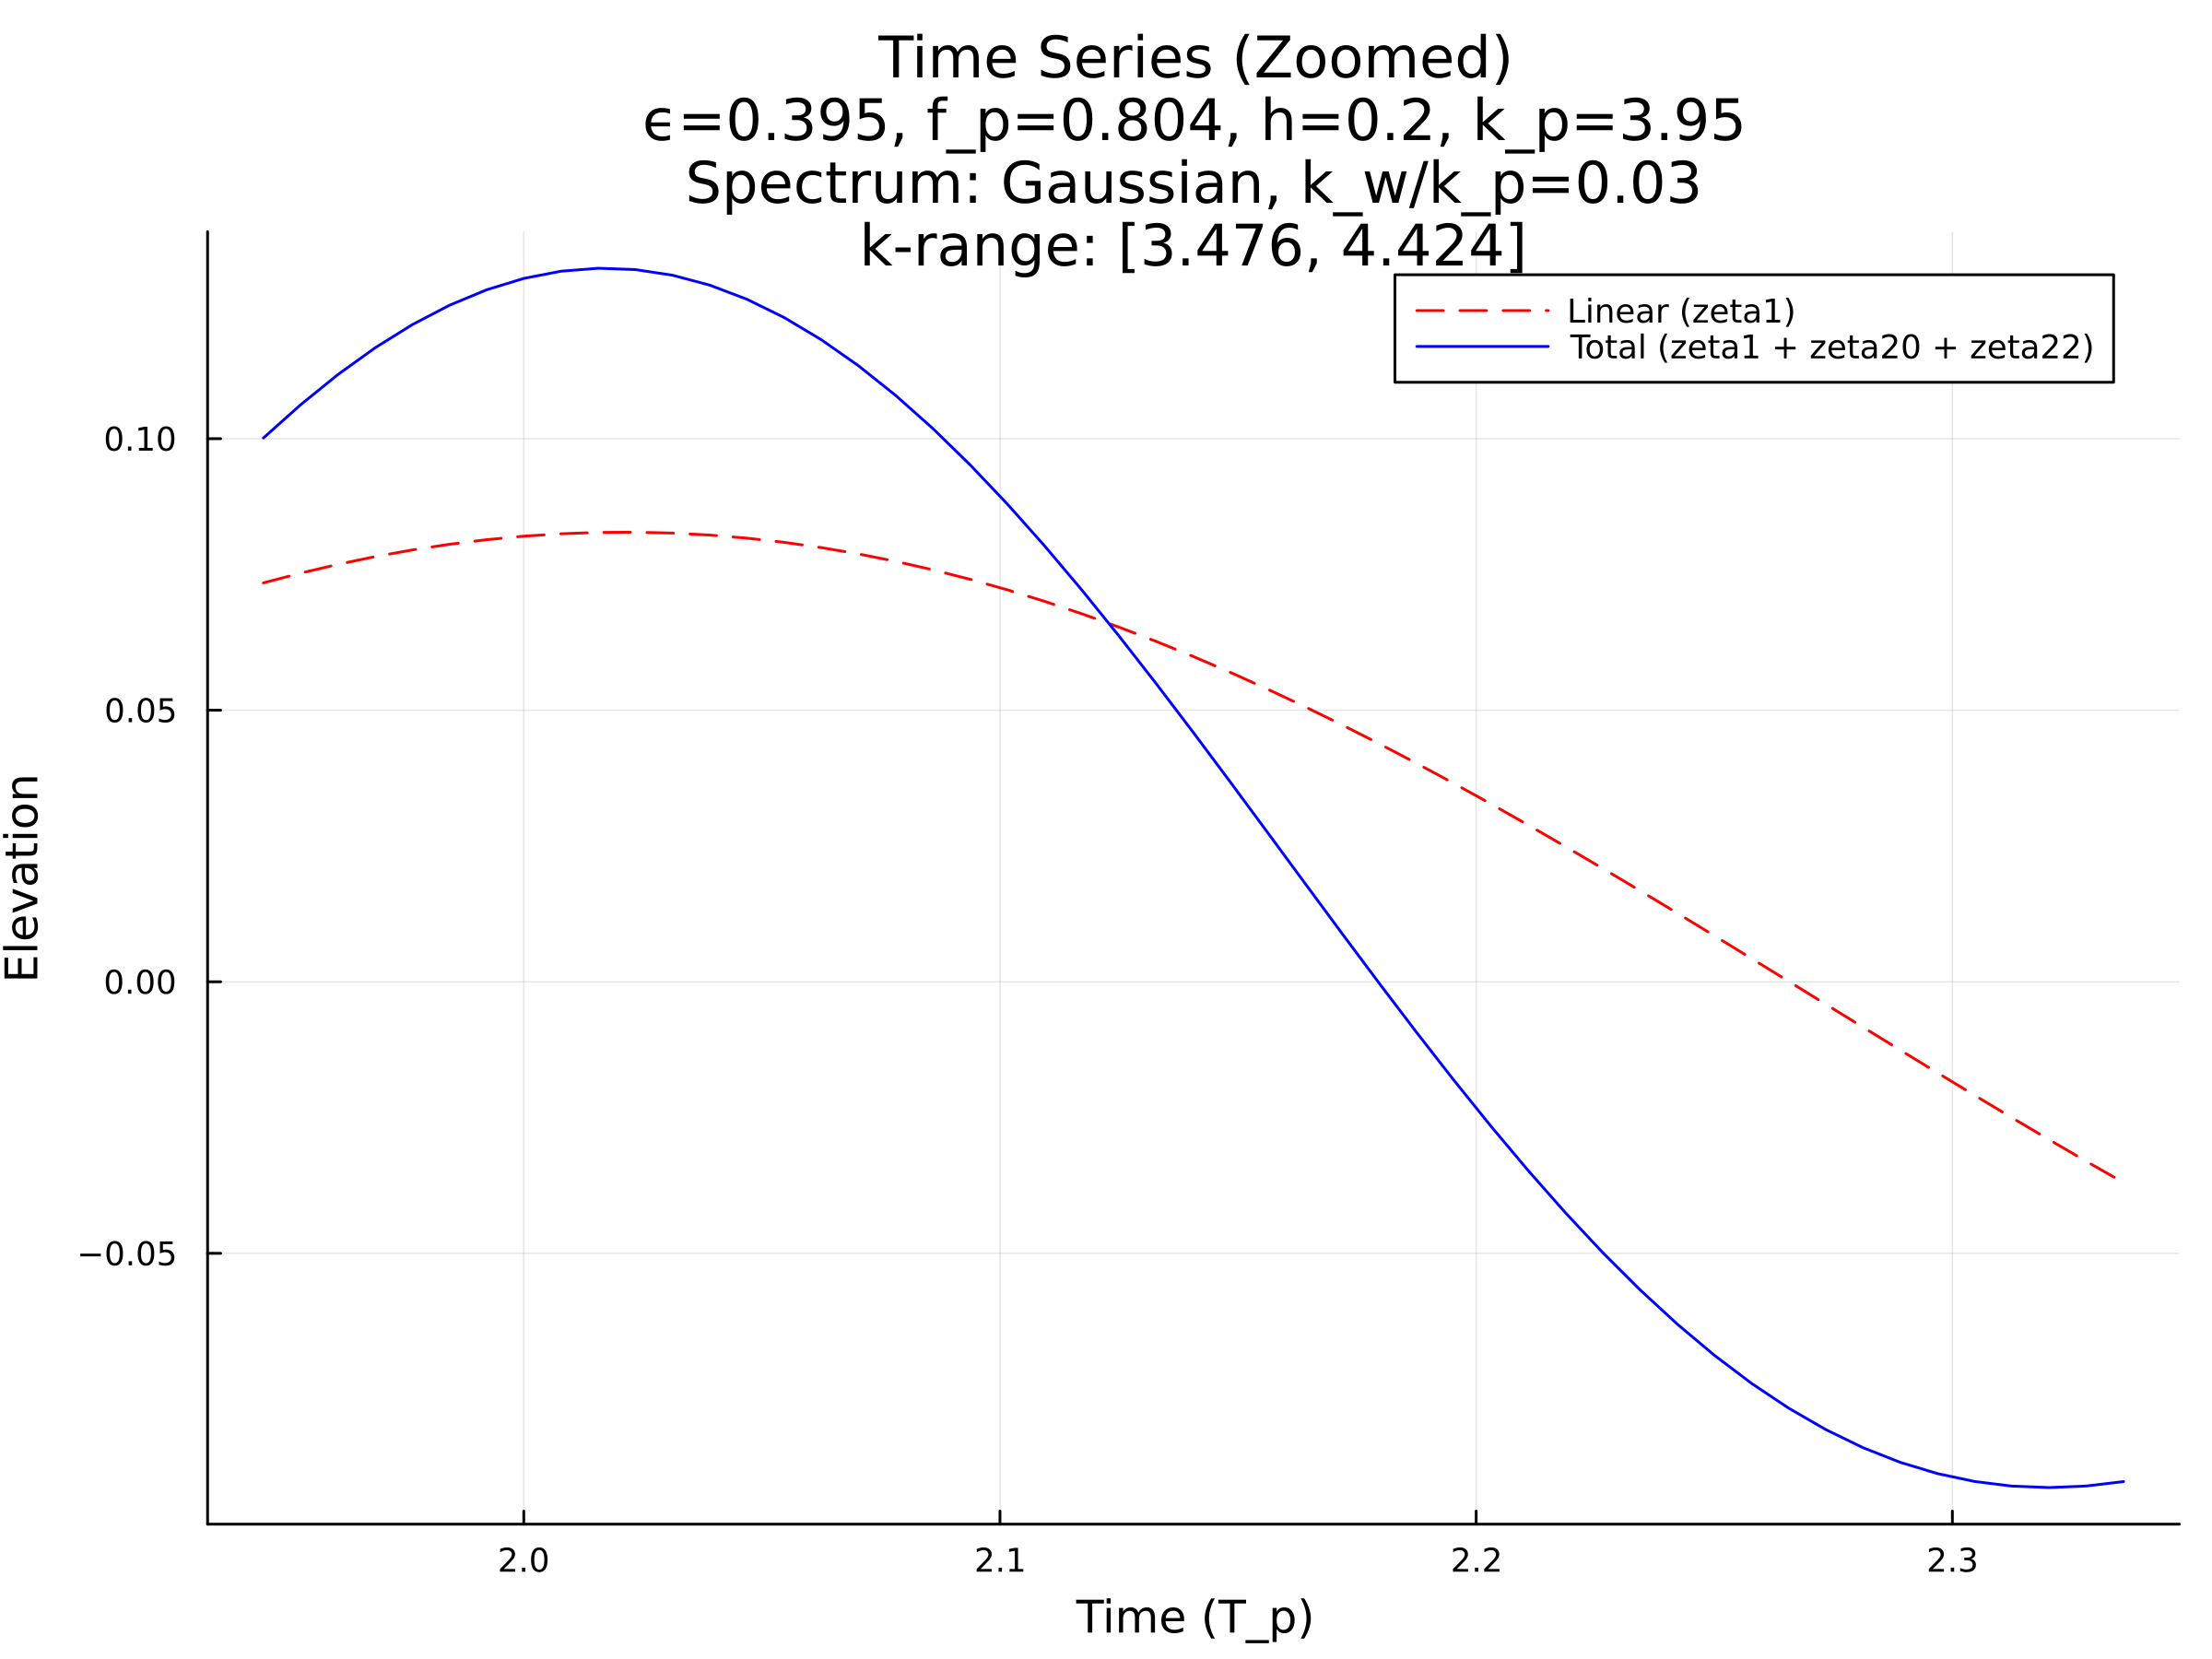 Time Series (Zoomed)
ϵ=0.395, f_p=0.804, h=0.2, k_p=3.95
Spectrum: Gaussian, k_w/k_p=0.03
k-range: [3.476, 4.424]
Linear (zeta1)
Total (zeta1 + zeta20 + zeta22)
0.10
0.05
0.00
−0.05
Elevation
2.0 2.1 2.2 2.3
Time (T_p)